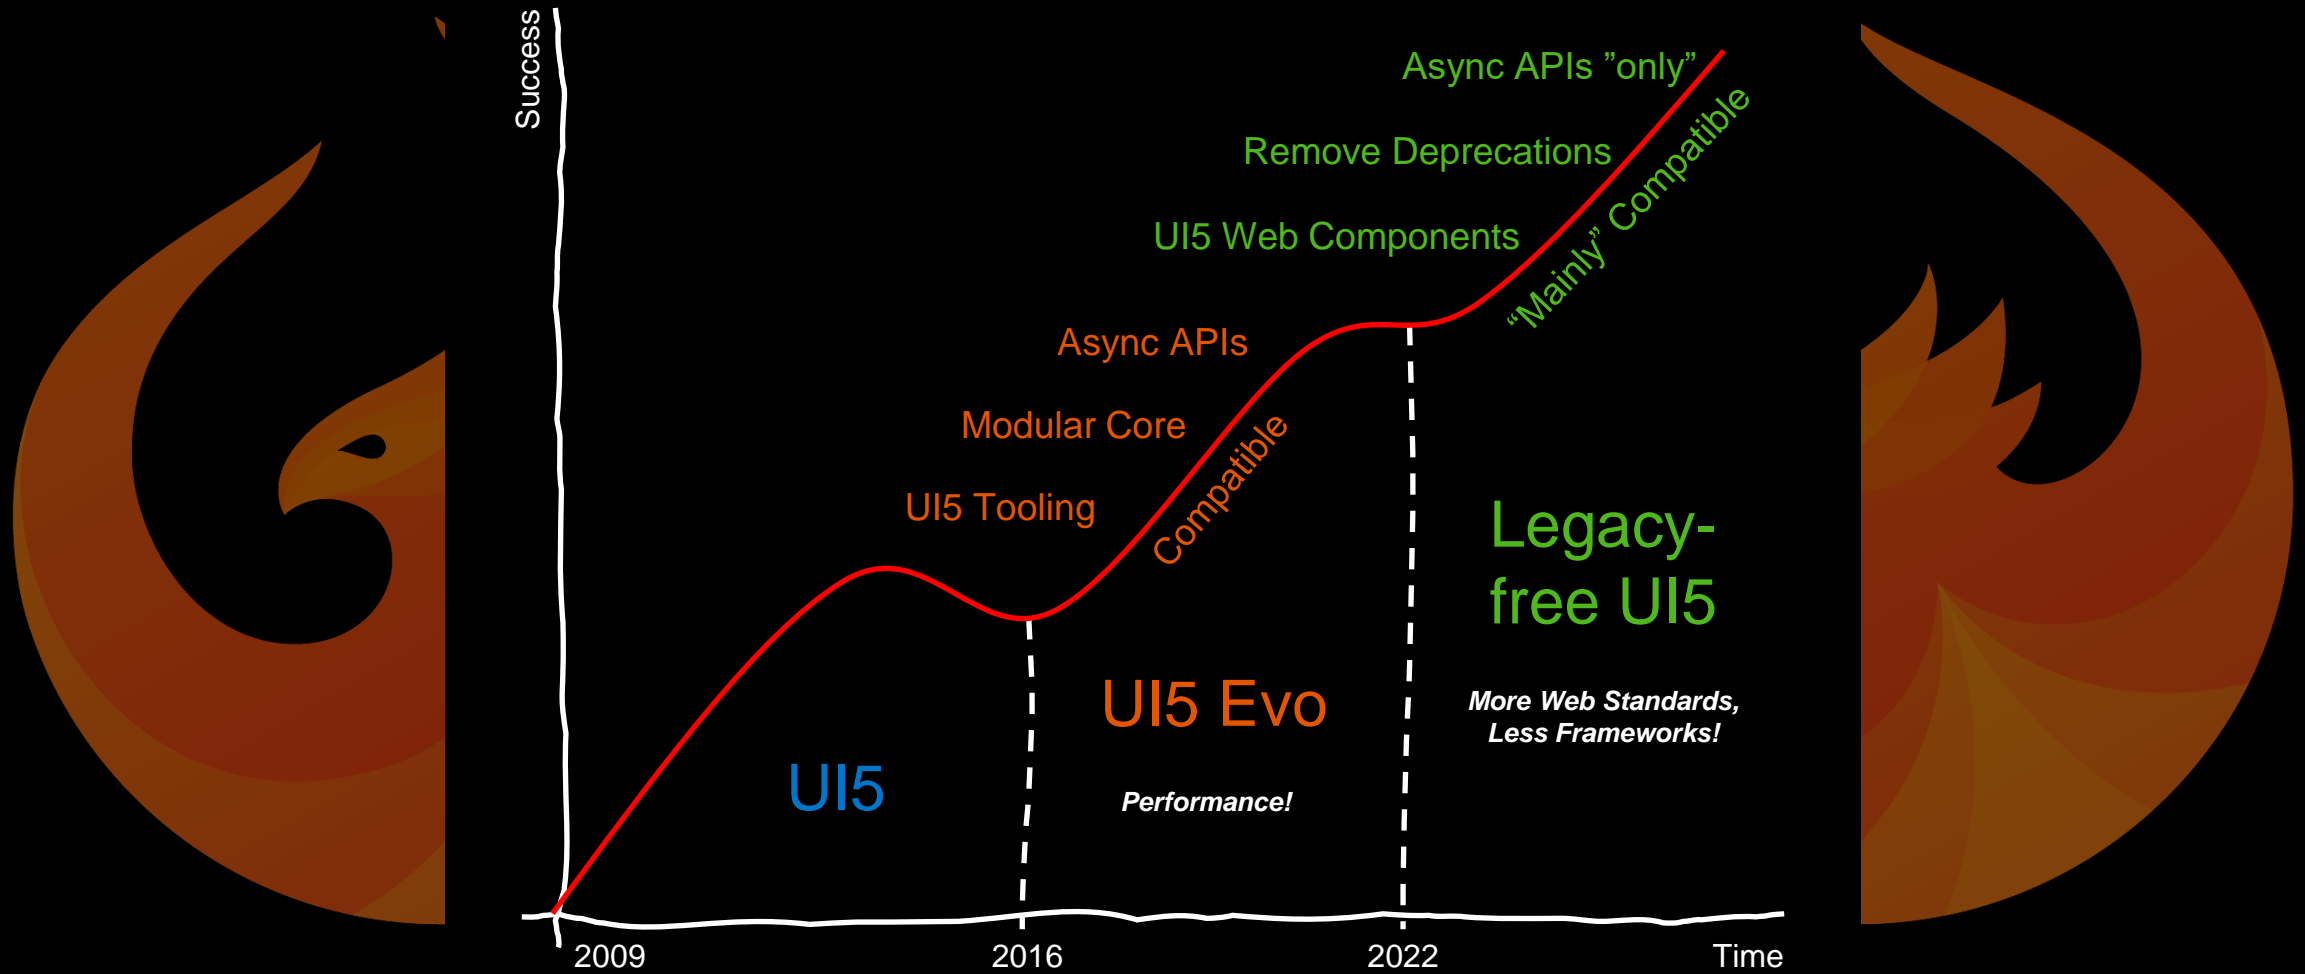 Success
Async APIs ”only”
Remove Deprecations
UI5 Web Components
“Mainly” Compatible
Async APIs
Modular Core
UI5 Tooling
Compatible
Legacy-
free UI5
More Web Standards,
Less Frameworks!
UI5 Evo
Performance!
UI5
2009
2016
2022
Time